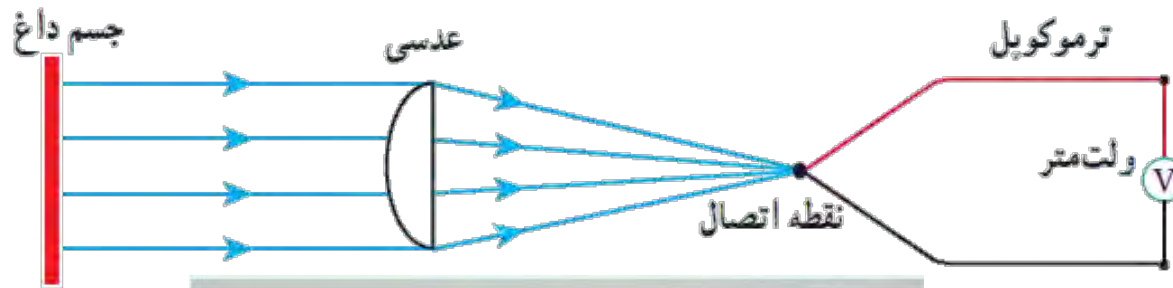 جسم داغ
عدسی
ترموکوپل
ولت‌متر
V
نقطه اتصال